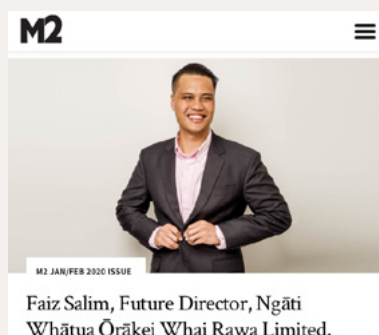 M2
M2 JAN/FEB 2020 ISSUE
Faiz Salim, Future Director, Ngāti
Whātua Ōrākei Whai Rawa Limited,